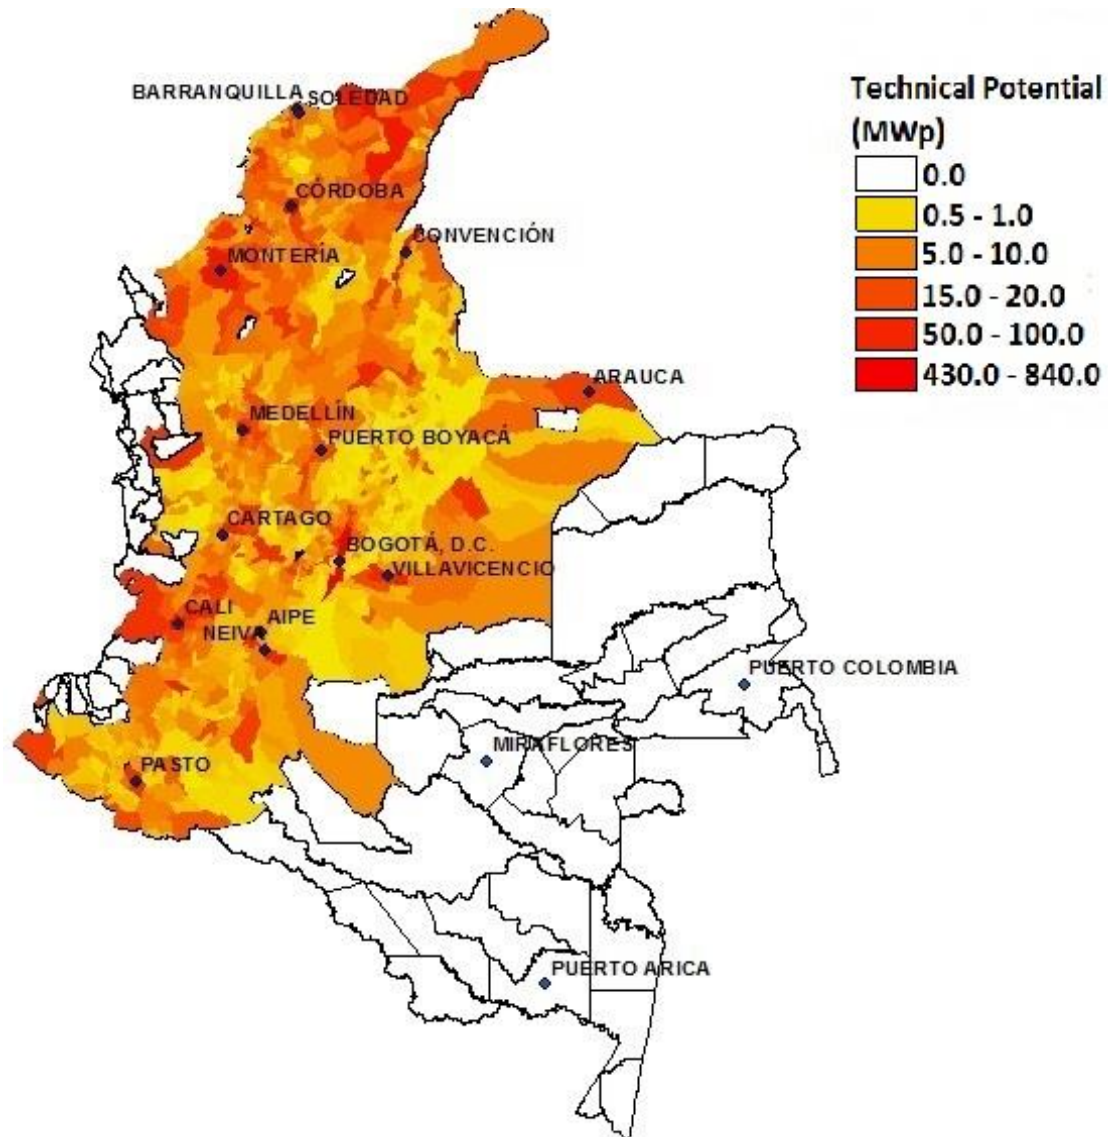 Technical Potential
(MWp)
0.0
0.5 - 1.0
5.0 - 10.0
15.0 - 20.0
50.0 - 100.0
430.0 - 840.0
BARRANQUILLA
SOLEDAD
CÓRDOBA
CONVENCIÓN
MONTERÍA
ARAUCA
MEDELLÍN
PUERTO BOYACÁ
CARTAGO
BOGOTÁ, D.C.
VILLAVICENCIO
CALI
AIPE
NEIVA
PUERTO COLOMBIA
MIRAFLORES
PASTO
PUERTO ARICA